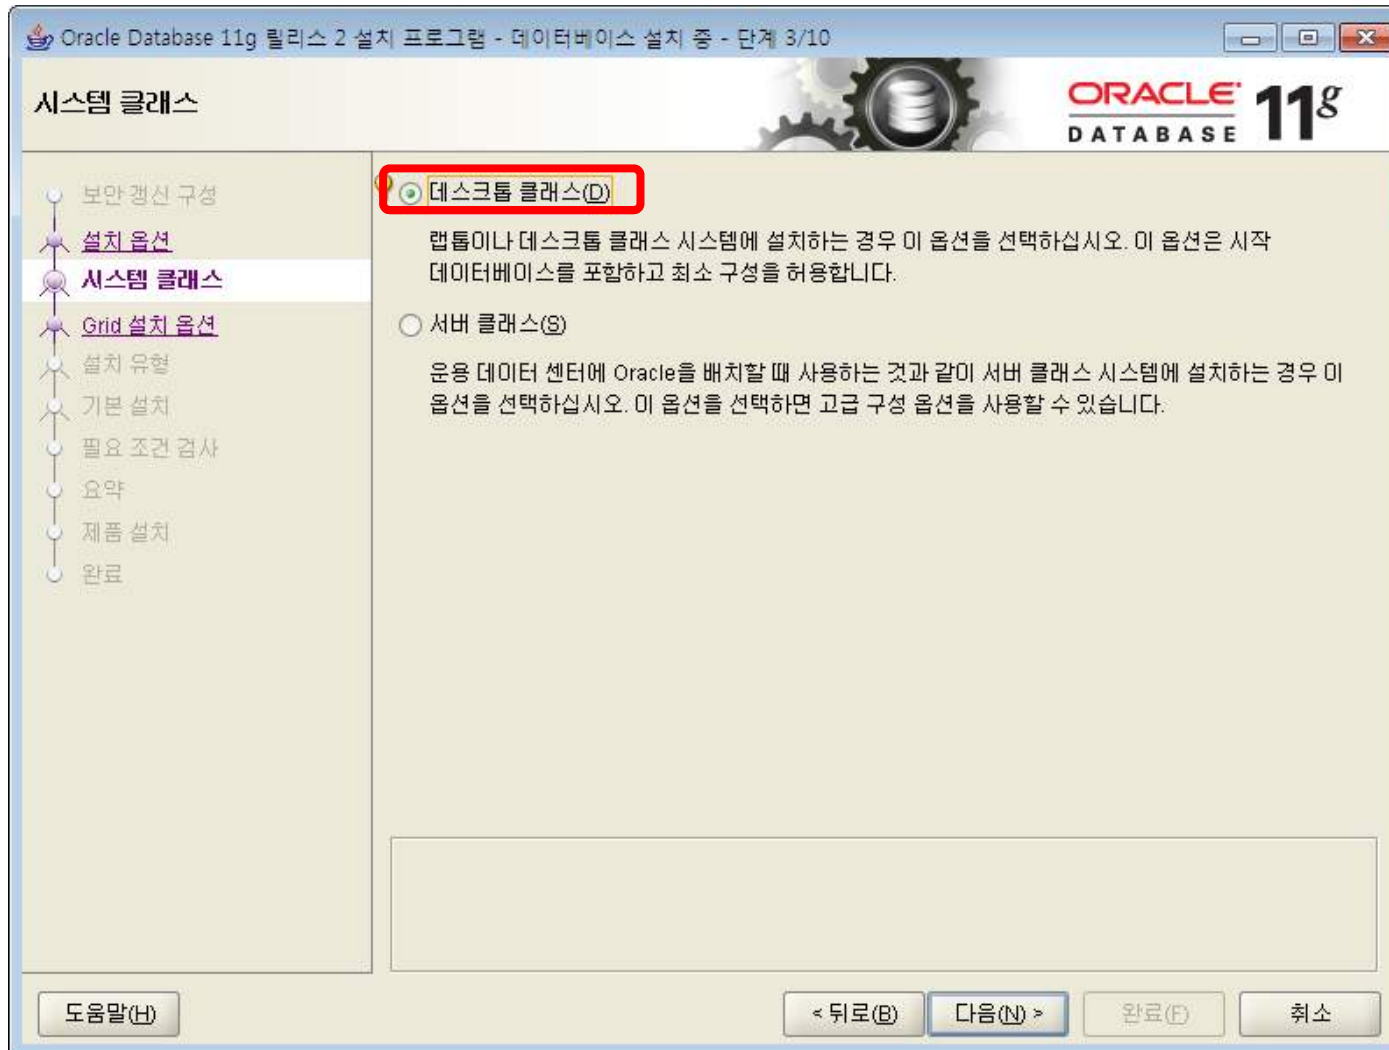 Oracle Database 11g 릴리스 2 설치 프로그램 - 데이터베이스 설치 중 - 단계 3/10
시스템 클래스
ORACLE DATABASE 11g
보안 갱신 구성
설치 옵션
시스템 클래스
Grid 설치 옵션
설치 유형
기본 설치
필요 조건 검사
요약
제품 설치
완료
데스크톱 클래스(D)
랩톱이나 데스크톱 클래스 시스템에 설치하는 경우 이 옵션을 선택하십시오. 이 옵션은 시작
데이터베이스를 포함하고 최소 구성을 허용합니다.
서버 클래스(S)
운용 데이터 센터에 Oracle을 배치할 때 사용하는 것과 같이 서버 클래스 시스템에 설치하는 경우 이
옵션을 선택하십시오. 이 옵션을 선택하면 고급 구성 옵션을 사용할 수 있습니다.
도움말(H)
< 뒤로(B)
다음(N) >
완료(F)
취소